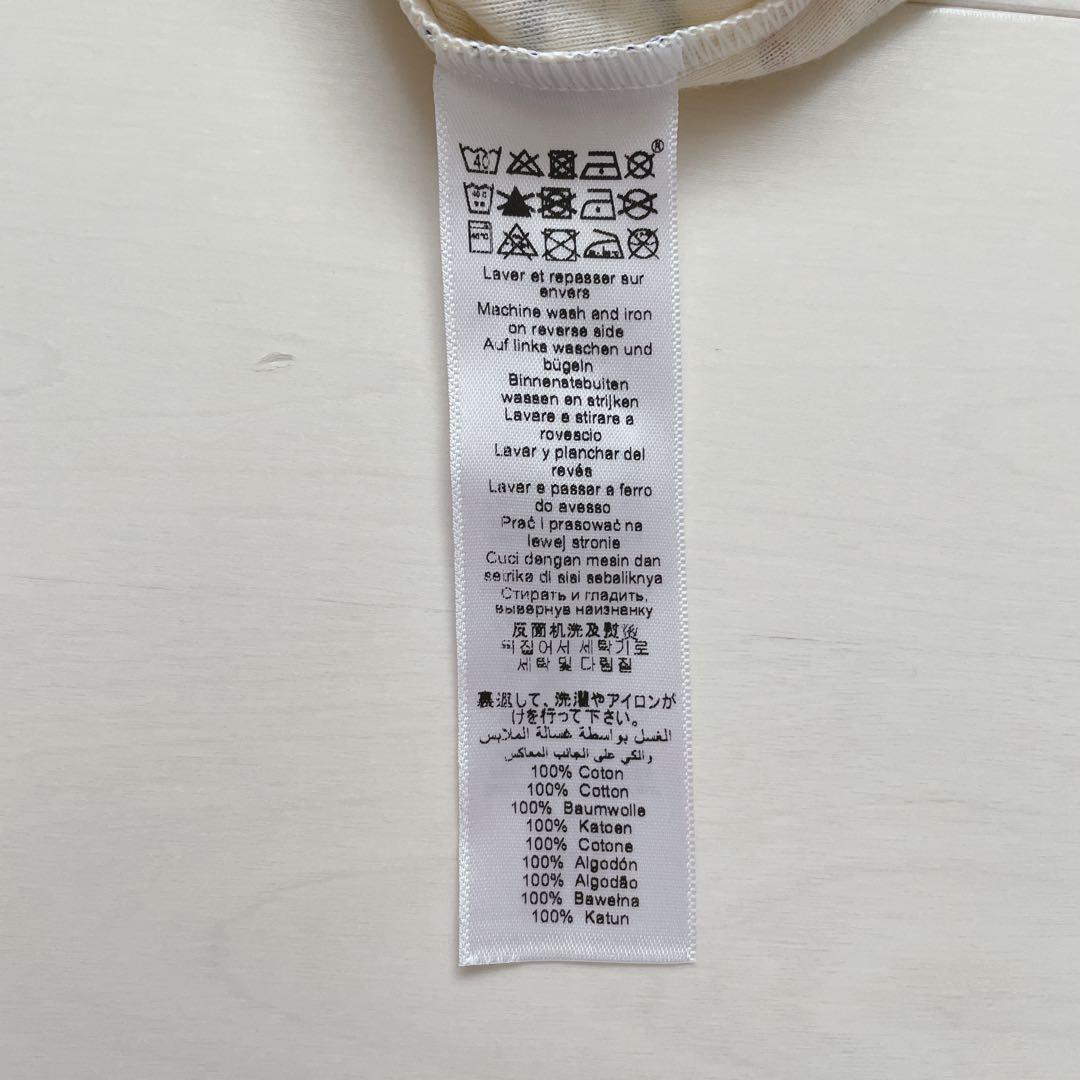 40
®
40°C
Laver et repasser sur
envers
Machine wash and iron
on reverse side
Auf links waschen und
bügeln
Binnenstebuiten
wassen en strijken
Lavare e stirare a
rovescio
Lavar y planchar del
revés
Lavar e passar a ferro
do avesso
Prać i prasować na
lewej stronie
Cuci dengan mesin dan
setrika di sisi sebaliknya
Стирать и гладить,
вывернув наизнанку
反面机洗及熨
뒤집어서 세탁기로
세탁 및 다림질
裏返して、洗濯やアイロンが
けを行って下さい。
الغسل بواسطة غسالة الملابس
والكي على الجانب المعاكس
100% Coton
100% Cotton
100% Baumwolle
100% Katoen
100% Cotone
100% Algodón
100% Algodão
100% Bawełna
100% Katun